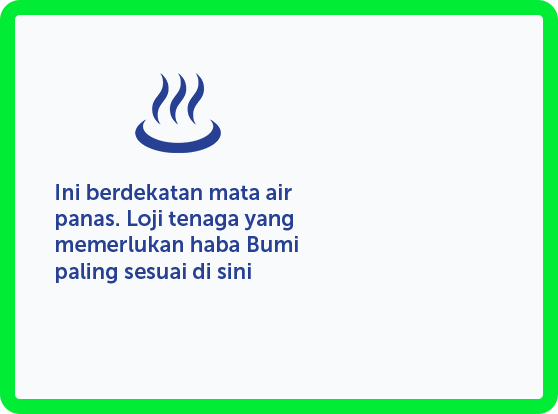 Ini berdekatan mata air
panas. Loji tenaga yang
memerlukan haba Bumi
paling sesuai di sini